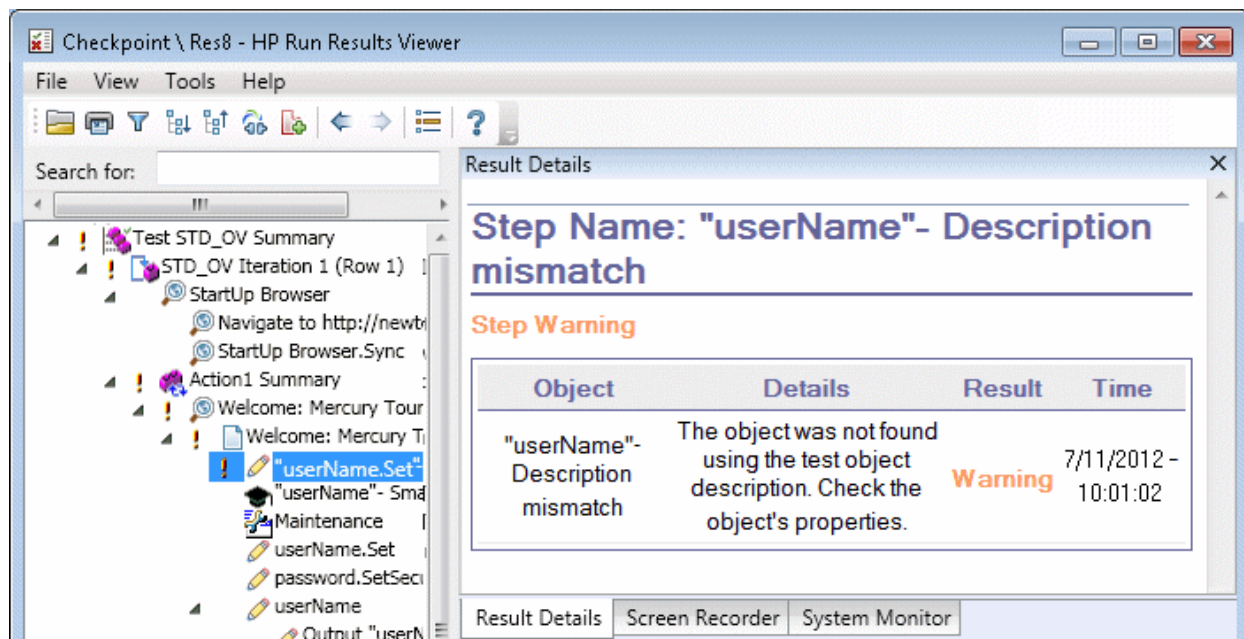 Checkpoint \ Res8 - HP Run Results Viewer
File View Tools Help
Search for:
Test STD_OV Summary
STD_OV Iteration 1 (Row 1)
StartUp Browser
Navigate to http://newt
StartUp Browser.Sync
Action1 Summary
Welcome: Mercury Tour
Welcome: Mercury T
"userName.Set"-
"userName"- Sma
Maintenance
userName.Set
password.SetSecu
userName
Output "userN
Result Details
Step Name: "userName"- Description
mismatch
Step Warning
Object Details Result Time
"userName"-
Description
mismatch
The object was not found
using the test object
description. Check the
object's properties.
Warning
7/11/2012 -
10:01:02
Result Details Screen Recorder System Monitor